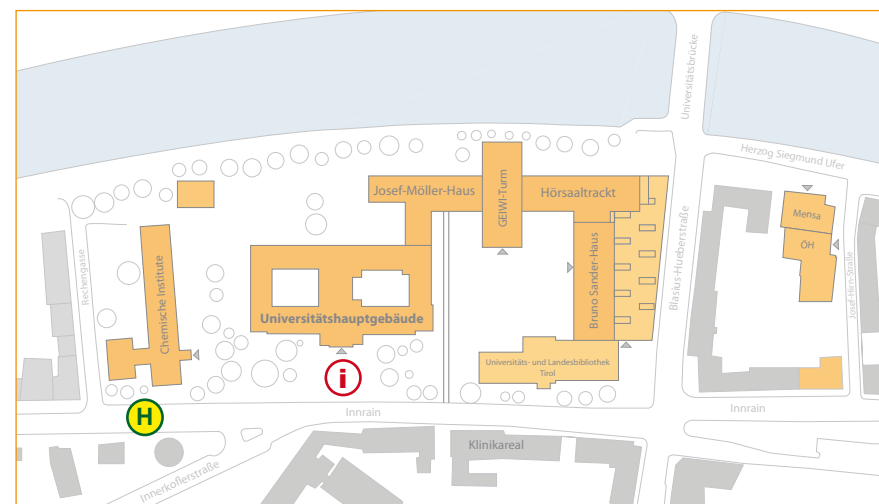 Universitätsbrücke
Herzog Siegmund Ufer
Josef-Möller-Haus
GEIWI-Turm
Hörsaaltrackt
Mensa
ÖH
Rechengasse
Chemische Institute
Bruno Sander-Haus
Blasius-Hueberstraße
Josef-Hirn-Straße
Universitätshauptgebäude
Universitäts- und Landesbibliothek
Tirol
i
H
Innrain
Innrain
Klinikareal
Innerkoflerstraße